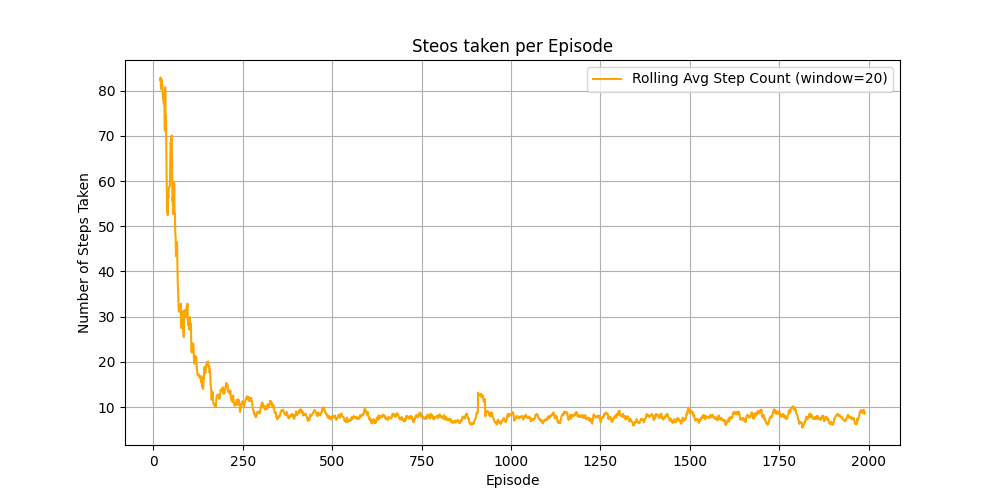 Steos taken per Episode
Rolling Avg Step Count (window=20)
Number of Steps Taken
80
70
60
50
40
30
20
10
0 250 500 750 1000 1250 1500 1750 2000
Episode